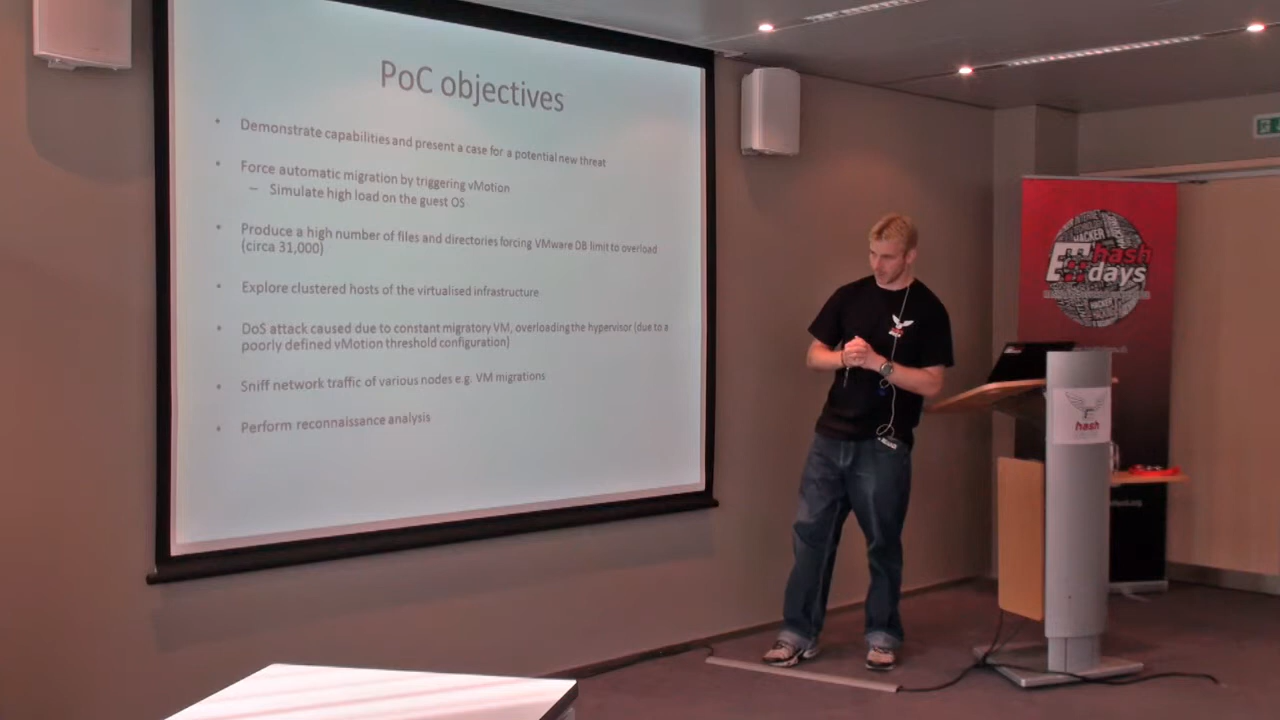 PoC objectives
• Demonstrate capabilities and present a case for a potential new threat
• Force automatic migration by triggering vMotion
– Simulate high load on the guest OS
• Produce a high number of files and directories forcing VMware DB limit to overload
(circa 31,000)
• Explore clustered hosts of the virtualised infrastructure
• DoS attack caused due to constant migratory VM, overloading the hypervisor (due to a
poorly defined vMotion threshold configuration)
• Sniff network traffic of various nodes e.g. VM migrations
• Perform reconnaissance analysis
HACKER
hash
days
hash